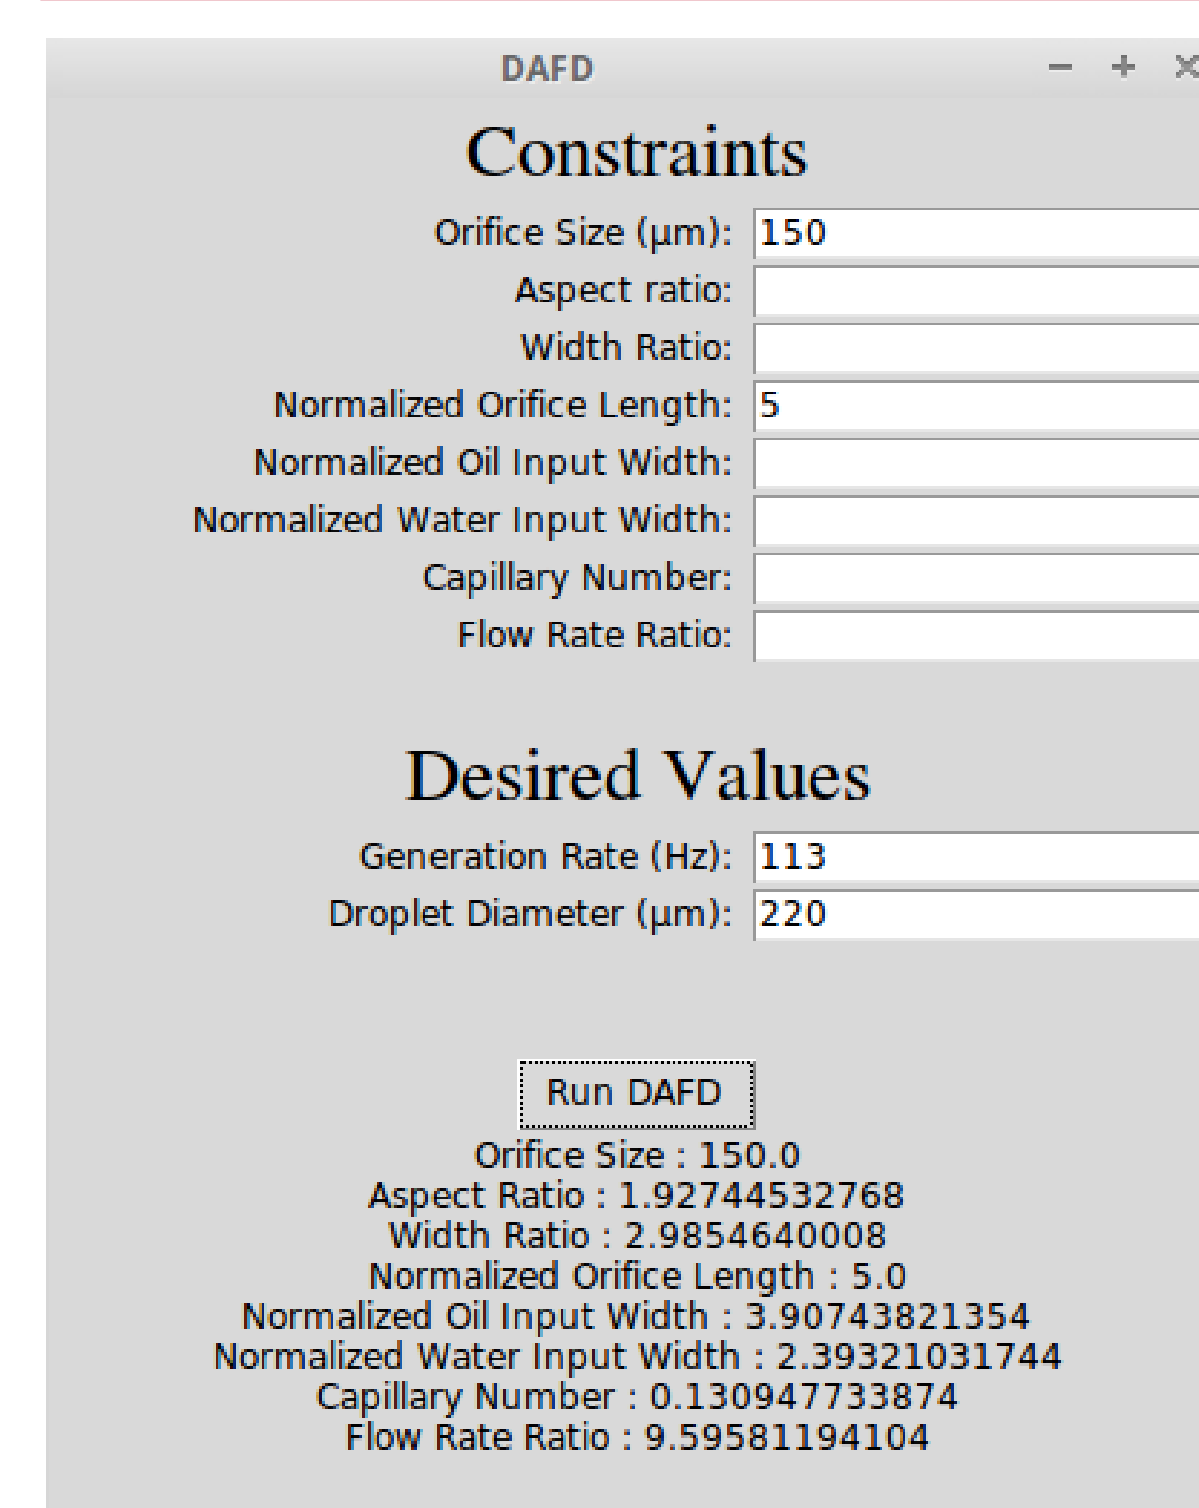 DAFD
Constraints
Orifice Size (μm): 150
Aspect ratio:
Width Ratio:
Normalized Orifice Length: 5
Normalized Oil Input Width:
Normalized Water Input Width:
Capillary Number:
Flow Rate Ratio:
Desired Values
Generation Rate (Hz): 113
Droplet Diameter (μm): 220
Run DAFD
Orifice Size : 150.0
Aspect Ratio : 1.92744532768
Width Ratio : 2.9854640008
Normalized Orifice Length : 5.0
Normalized Oil Input Width : 3.90743821354
Normalized Water Input Width : 2.39321031744
Capillary Number : 0.130947733874
Flow Rate Ratio : 9.59581194104